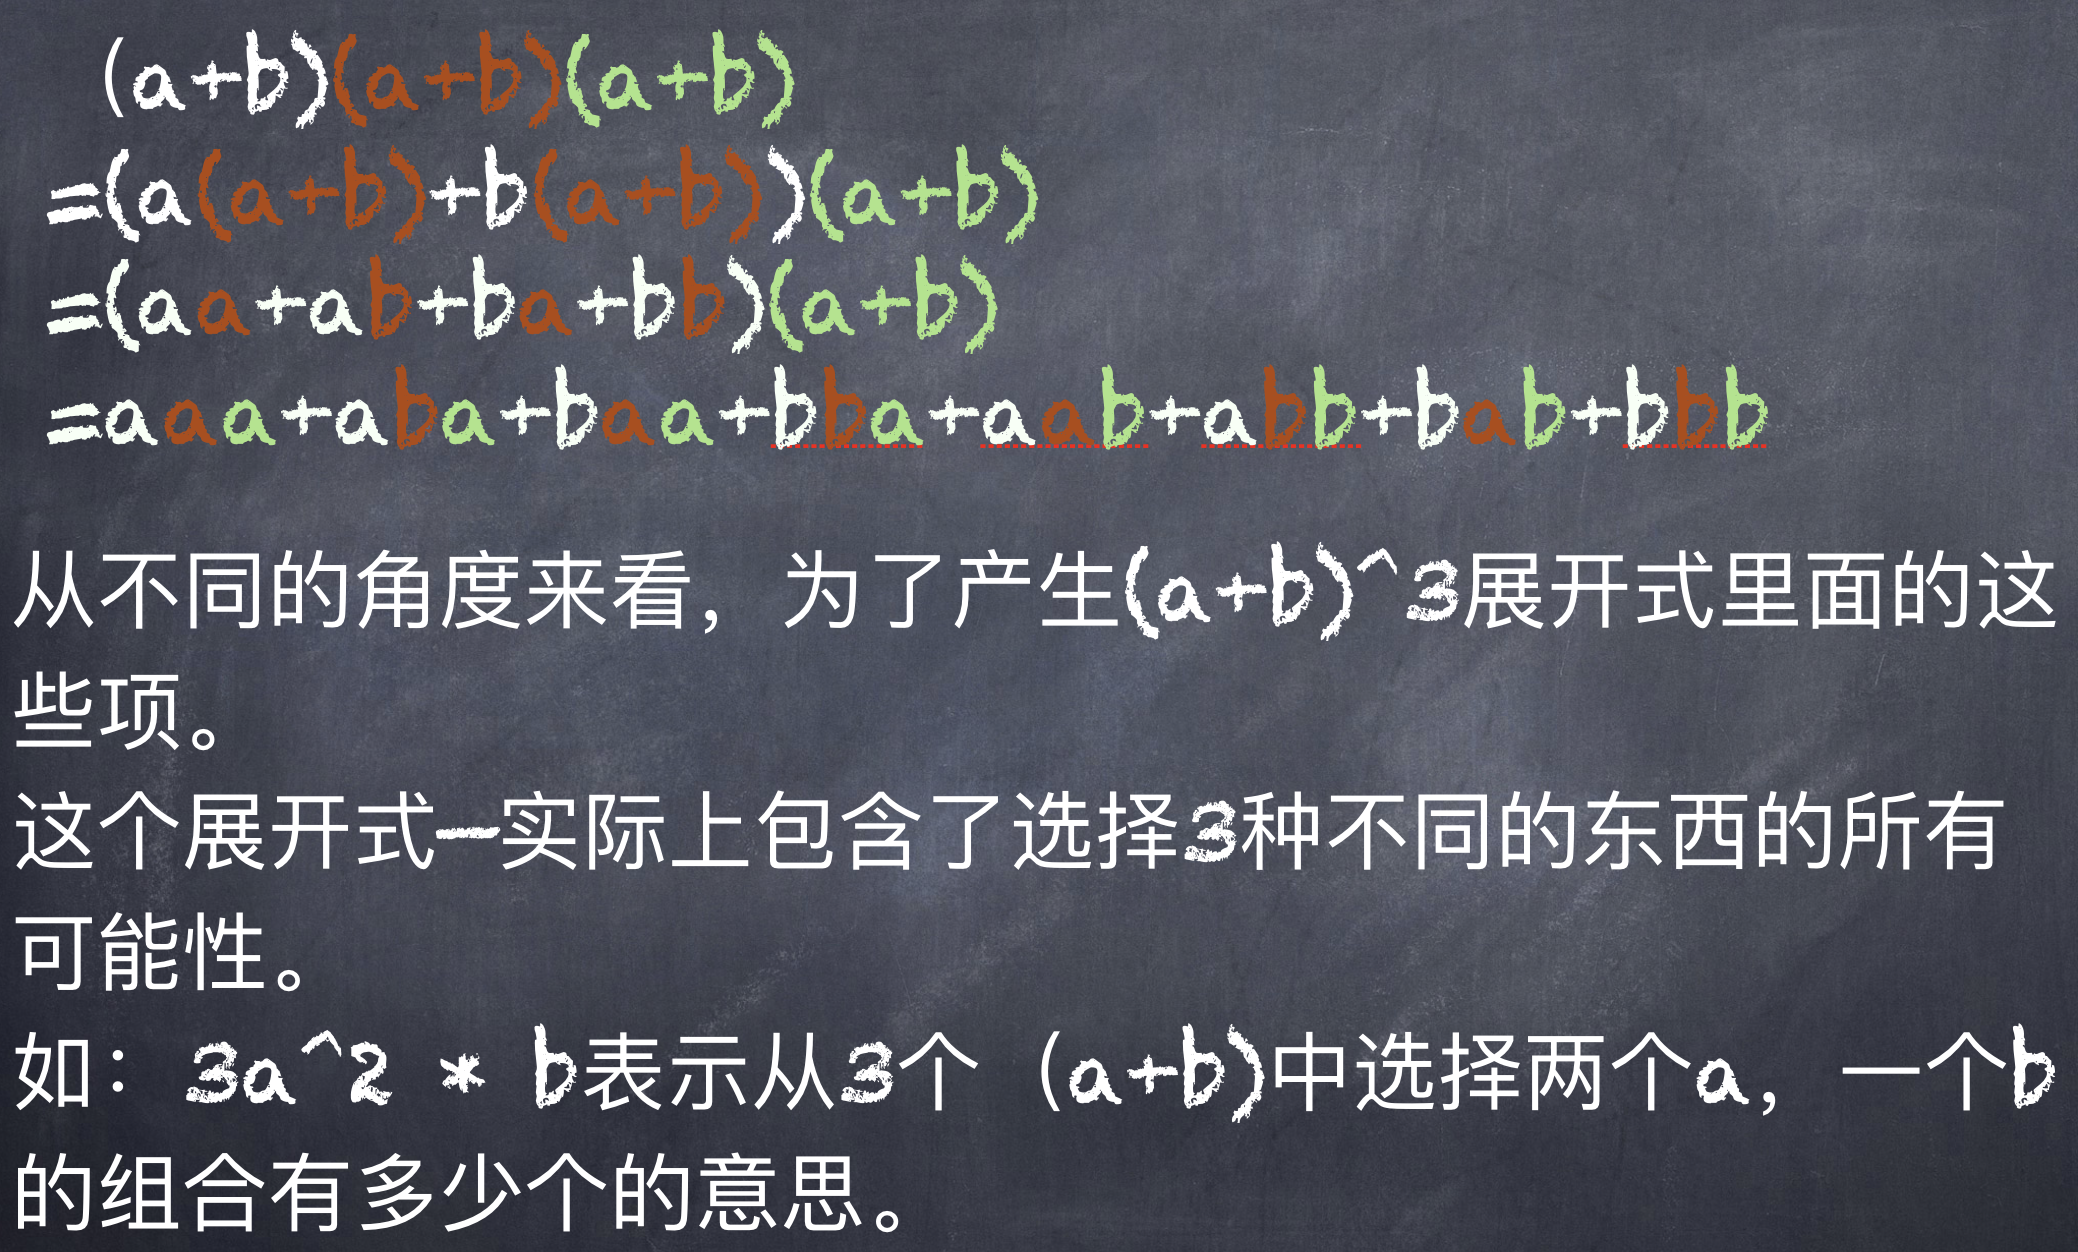 (a+b)(a+b)(a+b)
=(a(a+b)+b(a+b))(a+b)
=(aa+ab+ba+bb)(a+b)
=aaa+aba+baa+bba+aab+abb+bab+bbb
从不同的角度来看，为了产生(a+b)^3展开式里面的这
些项。
这个展开式—实际上包含了选择3种不同的东西的所有
可能性。
如：3a^2 * b表示从3个（a+b)中选择两个a，一个b
的组合有多少个的意思。